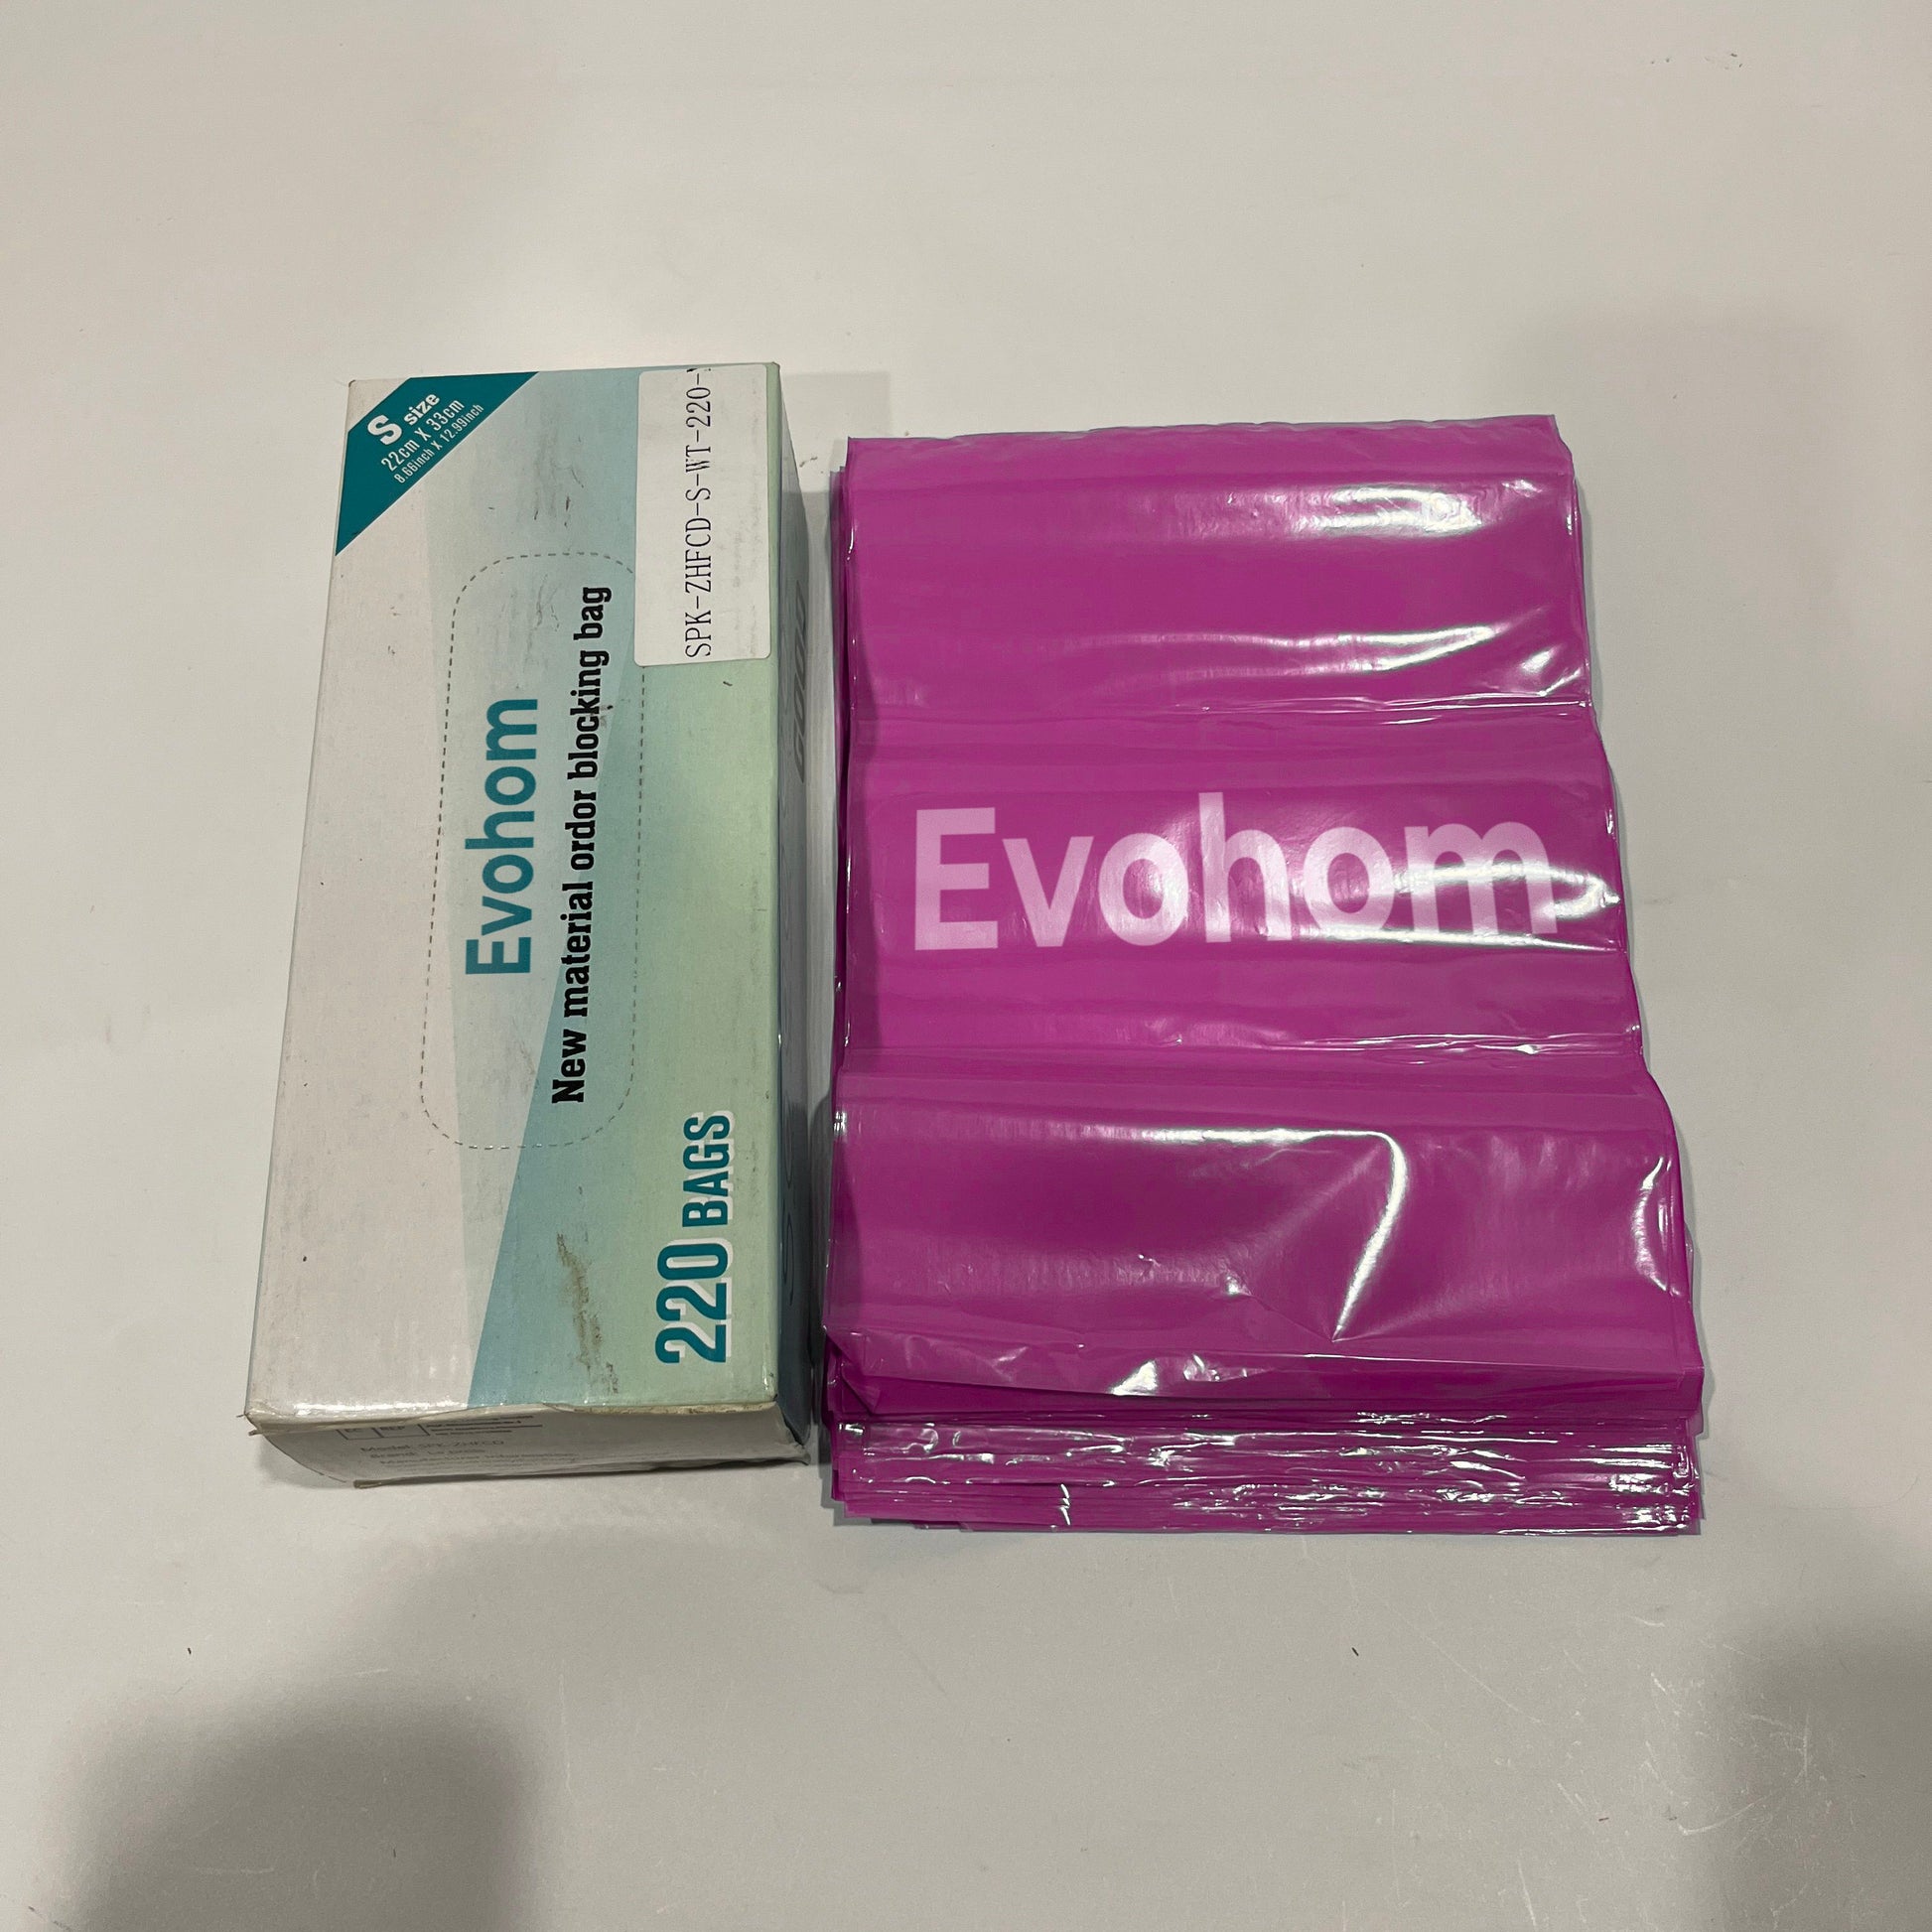 S size
22cm X 33cm
8.66inch X 12.99inch
Evohom
New material ordor blocking bag
SPK-ZHFCD-S-WT-220-
220 BAGS
Evohom